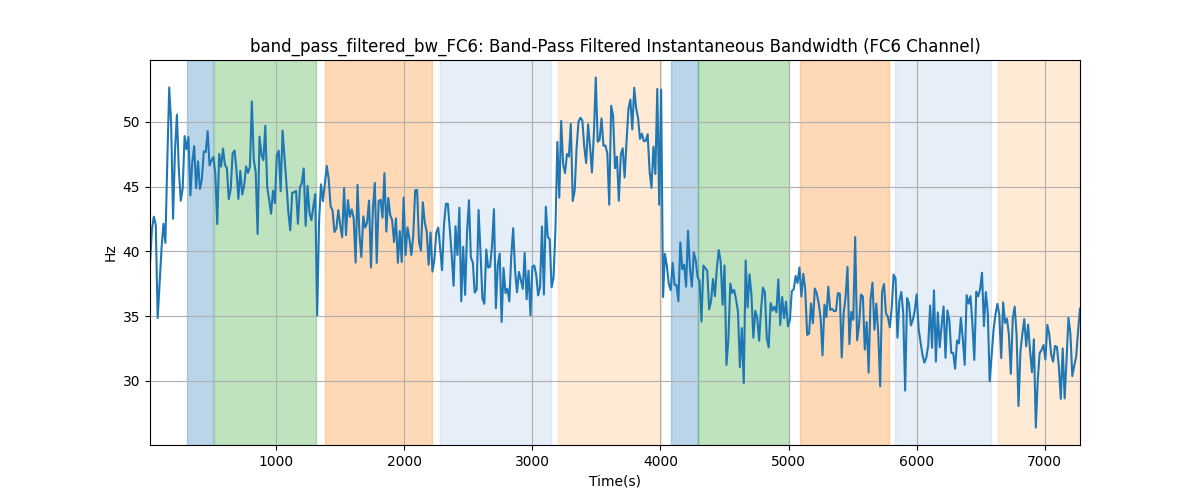 band_pass_filtered_bw_FC6: Band-Pass Filtered Instantaneous Bandwidth (FC6 Channel)
50
45
40
35
30
Hz
1000 2000 3000 4000 5000 6000 7000
Time(s)